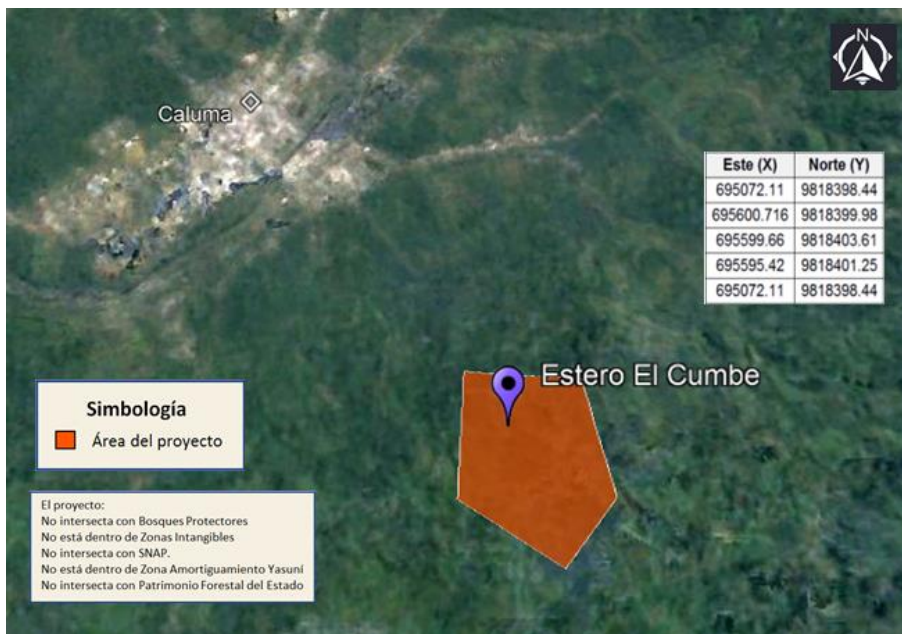 N
Caluma
Este (X) Norte (Y)
695072.11 9818398.44
695600.716 9818399.98
695599.66 9818403.61
695595.42 9818401.25
695072.11 9818398.44
Estero El Cumbe
Simbología
Área del proyecto
El proyecto:
No intersecta con Bosques Protectores
No está dentro de Zonas Intangibles
No intersecta con SNAP.
No está dentro de Zona Amortiguamiento Yasuní
No intersecta con Patrimonio Forestal del Estado